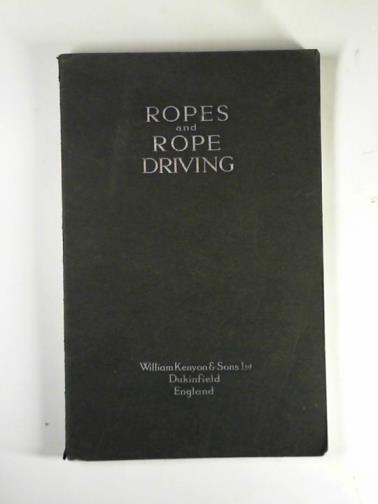 ROPES
and
ROPE
DRIVING
William Kenyon & Sons Ltd
Dukinfield
England